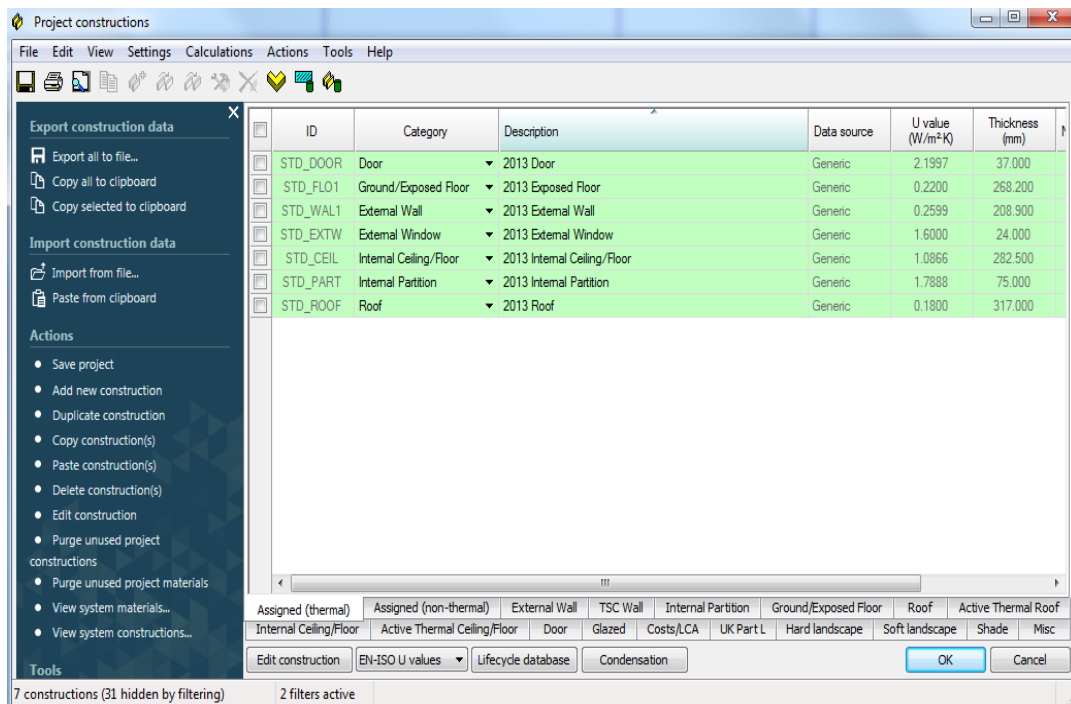 Project constructions
File Edit View Settings Calculations Actions Tools Help
Export construction data
Export all to file...
Copy all to clipboard
Copy selected to clipboard
Import construction data
Import from file...
Paste from clipboard
Actions
Save project
Add new construction
Duplicate construction
Copy construction(s)
Paste construction(s)
Delete construction(s)
Edit construction
Purge unused project
constructions
Purge unused project materials
View system materials...
View system constructions...
Tools
ID Category Description Data source U value (W/m²·K) Thickness (mm)
STD_DOOR Door 2013 Door Generic 2.1997 37.000
STD_FLO1 Ground/Exposed Floor 2013 Exposed Floor Generic 0.2200 268.200
STD_WAL1 External Wall 2013 External Wall Generic 0.2599 208.900
STD_EXTW External Window 2013 External Window Generic 1.6000 24.000
STD_CEIL Internal Ceiling/Floor 2013 Internal Ceiling/Floor Generic 1.0866 282.500
STD_PART Internal Partition 2013 Internal Partition Generic 1.7888 75.000
STD_ROOF Roof 2013 Roof Generic 0.1800 317.000
Assigned (thermal) Assigned (non-thermal) External Wall TSC Wall Internal Partition Ground/Exposed Floor Roof Active Thermal Roof
Internal Ceiling/Floor Active Thermal Ceiling/Floor Door Glazed Costs/LCA UK Part L Hard landscape Soft landscape Shade Misc
Edit construction EN-ISO U values Lifecycle database Condensation OK Cancel
7 constructions (31 hidden by filtering) 2 filters active